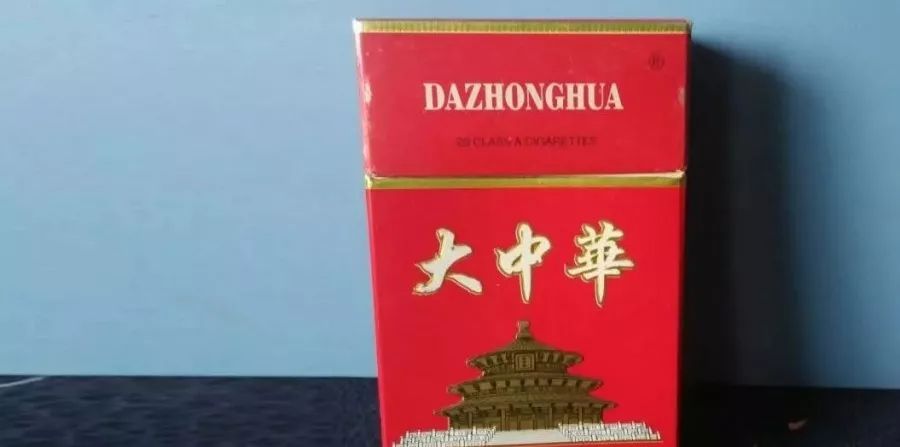 ®
DAZHONGHUA
20 CLASS A CIGARETTES
大中華